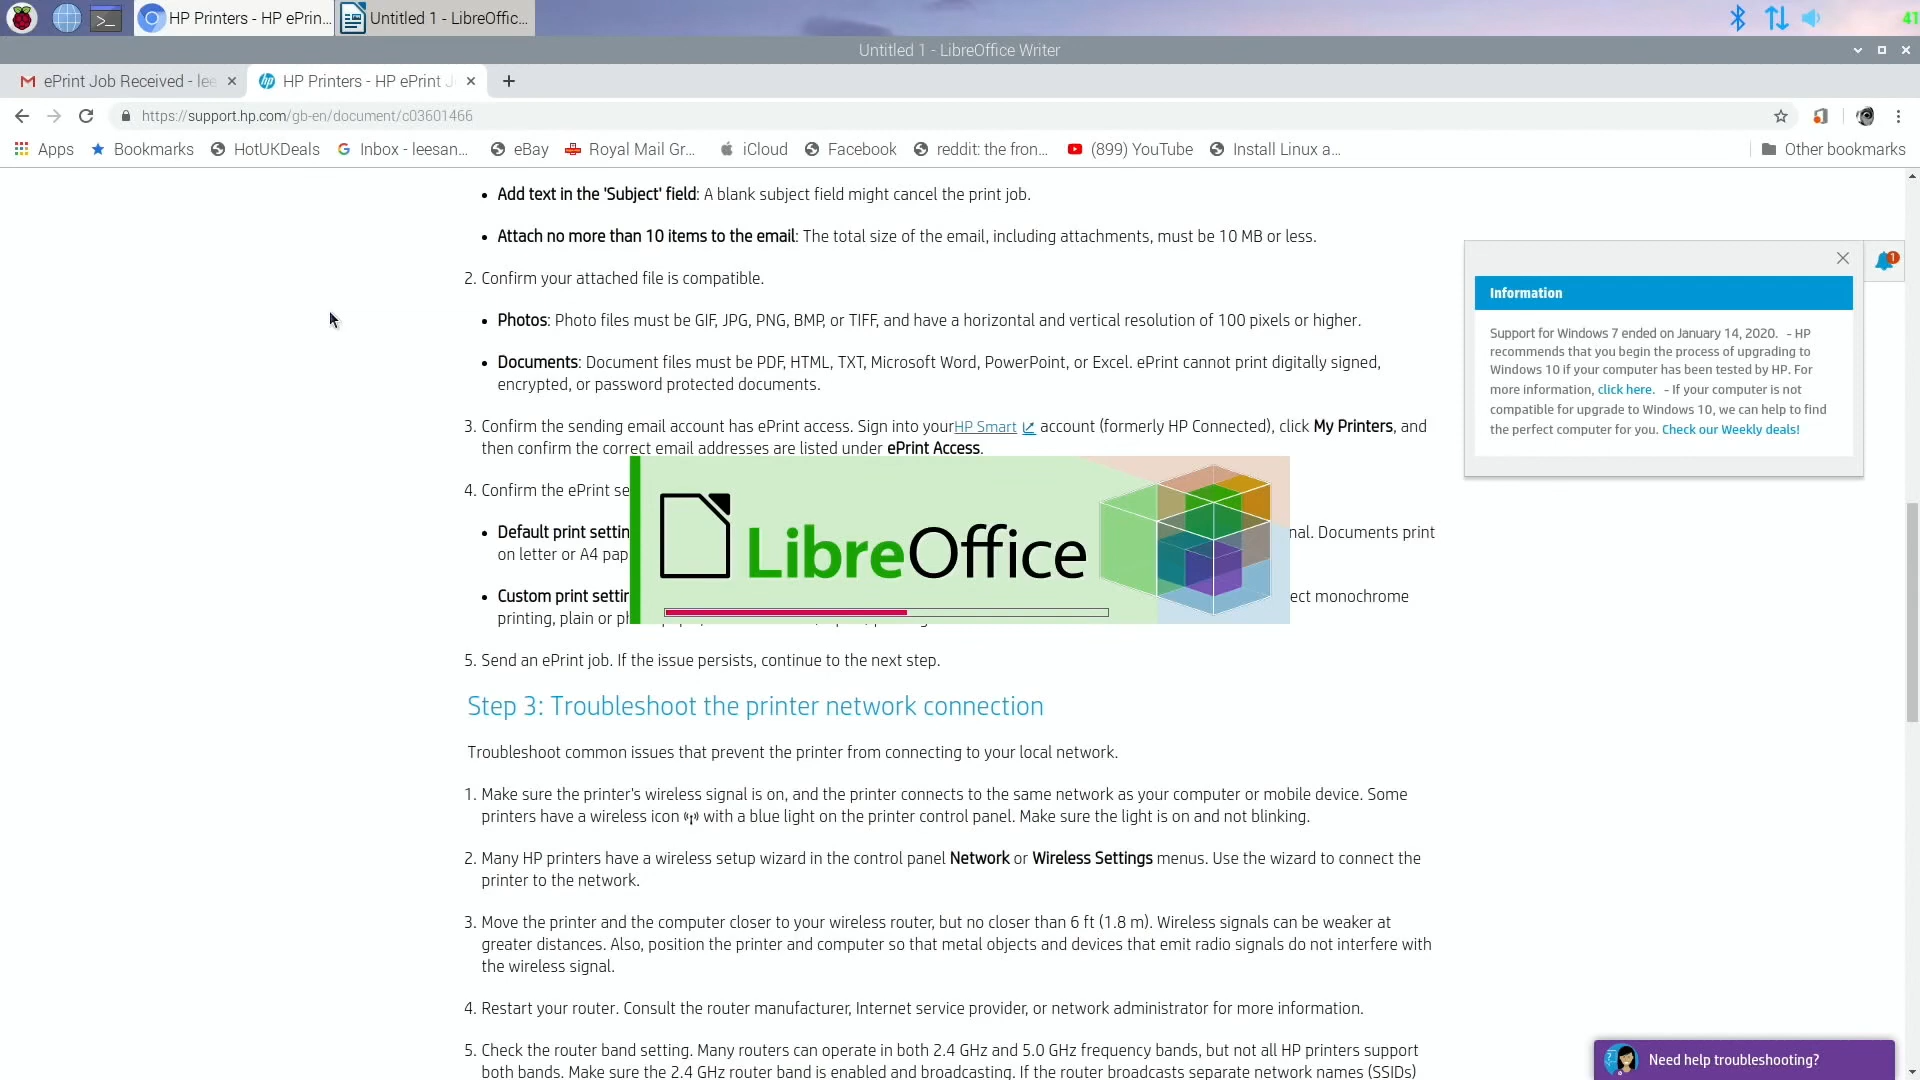 HP Printers - HP ePrin...
Untitled 1 - LibreOffic...
41
Untitled 1 - LibreOffice Writer
ePrint Job Received - lee
HP Printers - HP ePrint J
https://support.hp.com/gb-en/document/c03601466
Apps
Bookmarks
HotUKDeals
Inbox - leesan...
eBay
Royal Mail Gr...
iCloud
Facebook
reddit: the fron...
(899) YouTube
Install Linux a...
Other bookmarks
• Add text in the 'Subject' field: A blank subject field might cancel the print job.
• Attach no more than 10 items to the email: The total size of the email, including attachments, must be 10 MB or less.
2. Confirm your attached file is compatible.
• Photos: Photo files must be GIF, JPG, PNG, BMP, or TIFF, and have a horizontal and vertical resolution of 100 pixels or higher.
• Documents: Document files must be PDF, HTML, TXT, Microsoft Word, PowerPoint, or Excel. ePrint cannot print digitally signed,
encrypted, or password protected documents.
3. Confirm the sending email account has ePrint access. Sign into yourHP Smart account (formerly HP Connected), click My Printers, and
then confirm the correct email addresses are listed under ePrint Access.
4. Confirm the ePrint se
• Default print settin
nal. Documents print
on letter or A4 pap
• Custom print settin
ect monochrome
printing, plain or ph
LibreOffice
5. Send an ePrint job. If the issue persists, continue to the next step.
Step 3: Troubleshoot the printer network connection
Troubleshoot common issues that prevent the printer from connecting to your local network.
1. Make sure the printer's wireless signal is on, and the printer connects to the same network as your computer or mobile device. Some
printers have a wireless icon with a blue light on the printer control panel. Make sure the light is on and not blinking.
2. Many HP printers have a wireless setup wizard in the control panel Network or Wireless Settings menus. Use the wizard to connect the
printer to the network.
3. Move the printer and the computer closer to your wireless router, but no closer than 6 ft (1.8 m). Wireless signals can be weaker at
greater distances. Also, position the printer and computer so that metal objects and devices that emit radio signals do not interfere with
the wireless signal.
4. Restart your router. Consult the router manufacturer, Internet service provider, or network administrator for more information.
5. Check the router band setting. Many routers can operate in both 2.4 GHz and 5.0 GHz frequency bands, but not all HP printers support
both bands. Make sure the 2.4 GHz router band is enabled and broadcasting. If the router broadcasts separate network names (SSIDs)
1
Information
Support for Windows 7 ended on January 14, 2020. - HP
recommends that you begin the process of upgrading to
Windows 10 if your computer has been tested by HP. For
more information, click here. - If your computer is not
compatible for upgrade to Windows 10, we can help to find
the perfect computer for you. Check our Weekly deals!
Need help troubleshooting?